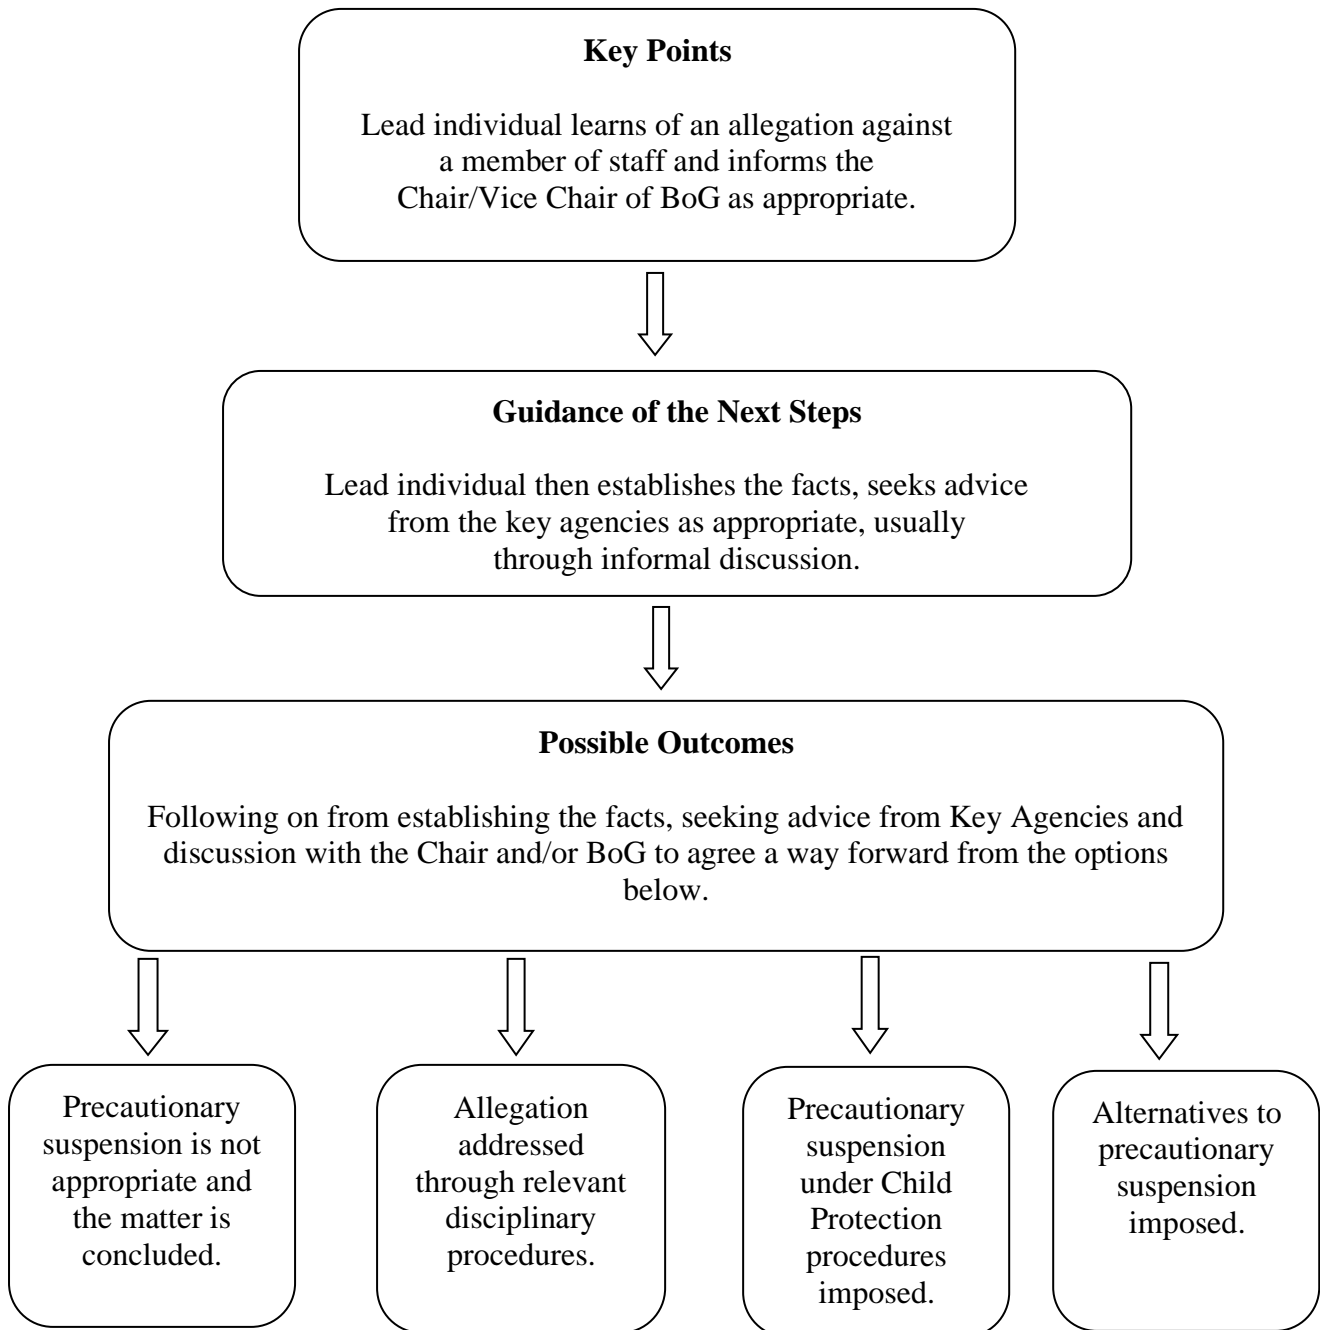 Key Points
Lead individual learns of an allegation against
a member of staff and informs the
Chair/Vice Chair of BoG as appropriate.
Guidance of the Next Steps
Lead individual then establishes the facts, seeks advice
from the key agencies as appropriate, usually
through informal discussion.
Possible Outcomes
Following on from establishing the facts, seeking advice from Key Agencies and
discussion with the Chair and/or BoG to agree a way forward from the options
below.
Precautionary
suspension is not
appropriate and
the matter is
concluded.
Allegation
addressed
through relevant
disciplinary
procedures.
Precautionary
suspension
under Child
Protection
procedures
imposed.
Alternatives to
precautionary
suspension
imposed.